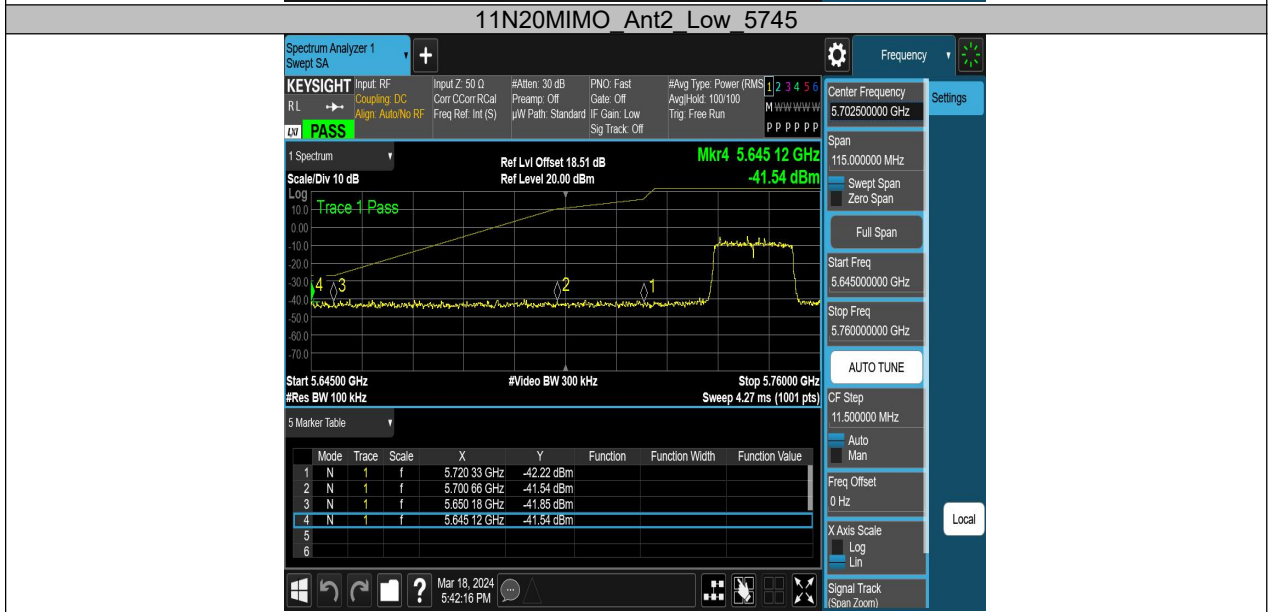 11N20MIMO_Ant2_Low_5745
Spectrum Analyzer 1
Swept SA
+
Frequency
KEYSIGHT
RL
LXI PASS
Input: RF
Coupling: DC
Align: Auto/No RF
Input Z: 50 Ω
Corr CCorr RCal
Freq Ref: Int (S)
#Atten: 30 dB
Preamp: Off
µW Path: Standard
PNO: Fast
Gate: Off
IF Gain: Low
Sig Track: Off
#Avg Type: Power (RMS
Avg|Hold: 100/100
Trig: Free Run
1 2 3 4 5 6
M W W W W W
P P P P P P
1 Spectrum
Scale/Div 10 dB
Ref Lvl Offset 18.51 dB
Ref Level 20.00 dBm
Mkr4 5.645 12 GHz
-41.54 dBm
Log
Trace 1 Pass
10.0
0.00
-10.0
-20.0
-30.0
-40.0
-50.0
-60.0
-70.0
4 3 2 1
Start 5.64500 GHz
#Res BW 100 kHz
#Video BW 300 kHz
Stop 5.76000 GHz
Sweep 4.27 ms (1001 pts)
5 Marker Table
Mode Trace Scale X Y Function Function Width Function Value
1 N 1 f 5.720 33 GHz -42.22 dBm
2 N 1 f 5.700 66 GHz -41.54 dBm
3 N 1 f 5.650 18 GHz -41.85 dBm
4 N 1 f 5.645 12 GHz -41.54 dBm
5
6
?
Mar 18, 2024
5:42:16 PM
Center Frequency
5.702500000 GHz
Settings
Span
115.000000 MHz
Swept Span
Zero Span
Full Span
Start Freq
5.645000000 GHz
Stop Freq
5.760000000 GHz
AUTO TUNE
CF Step
11.500000 MHz
Auto
Man
Freq Offset
0 Hz
X Axis Scale
Log
Lin
Local
Signal Track
(Span Zoom)